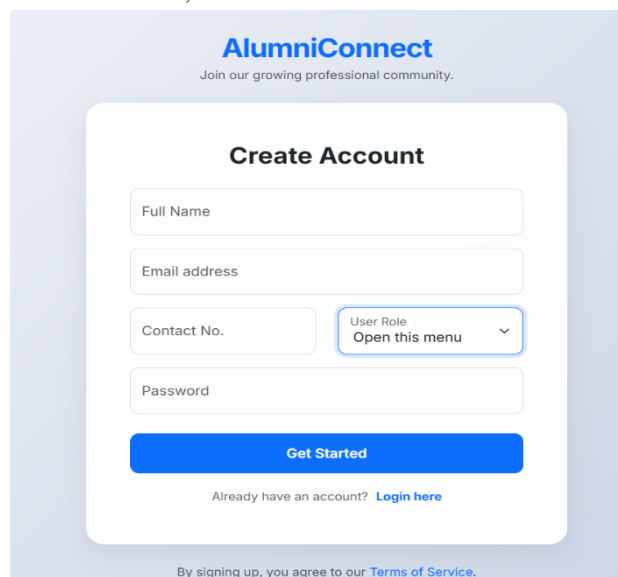 AlumniConnect
Join our growing professional community.
Create Account
Full Name
Email address
Contact No.
User Role
Open this menu
Password
Get Started
Already have an account? Login here
By signing up, you agree to our Terms of Service.